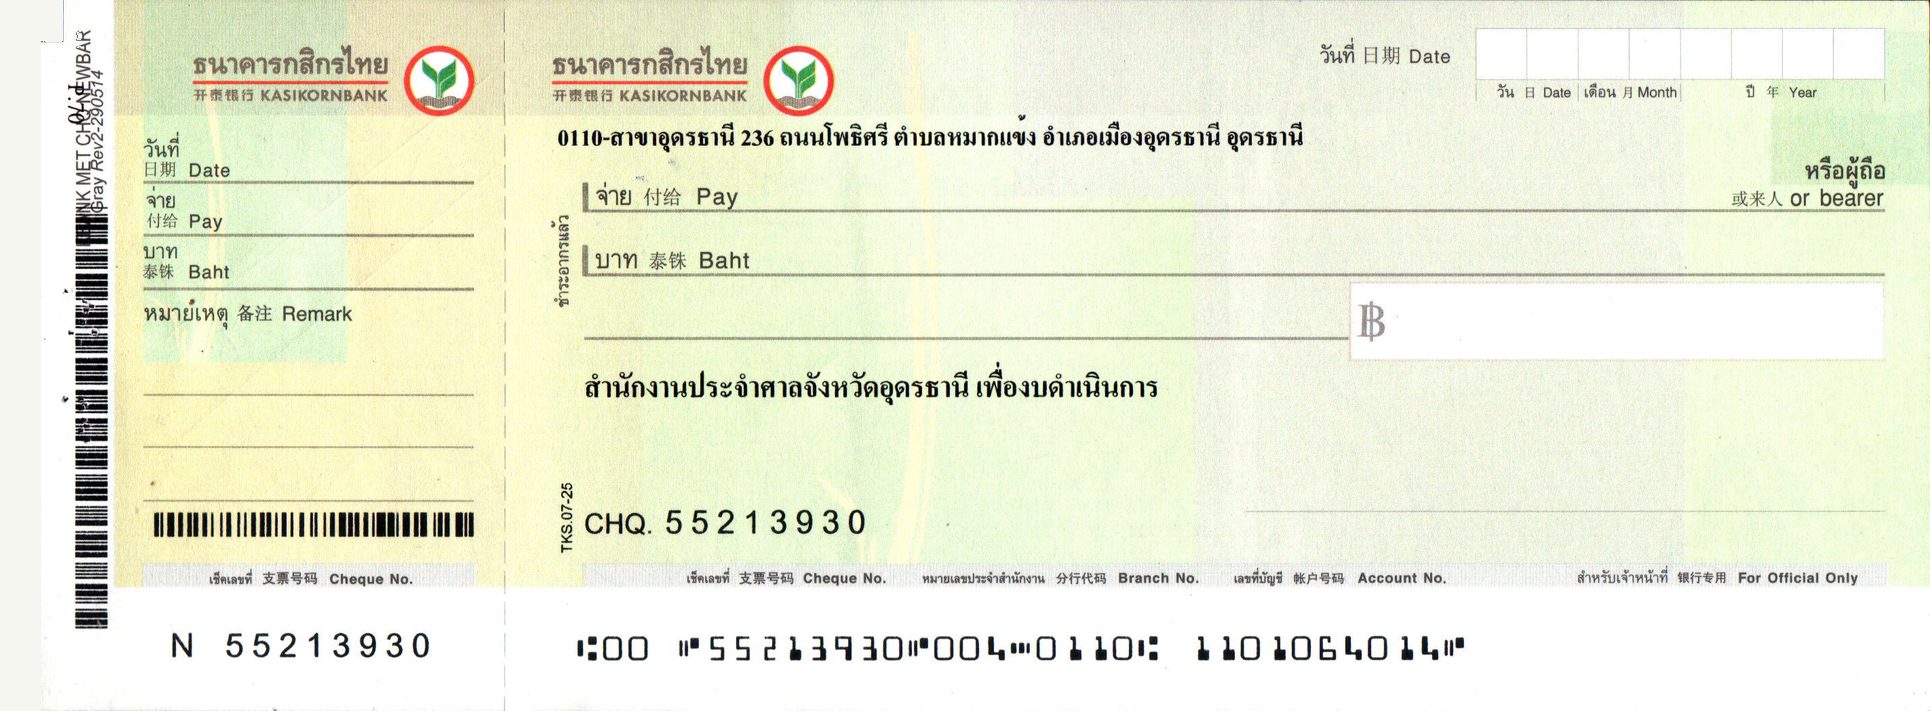 NK MET CHQ NEWBAR
Gray Rev2-290514
ธนาคารกสิกรไทย
开泰银行 KASIKORNBANK
วันที่
日期 Date
จ่าย
付给 Pay
บาท
泰铢 Baht
หมายเหตุ 备注 Remark
เช็คเลขที่ 支票号码 Cheque No.
N 55213930
ธนาคารกสิกรไทย
开泰银行 KASIKORNBANK
วันที่ 日期 Date
วัน 日 Date เดือน 月 Month ปี 年 Year
0110-สาขาอุดรธานี 236 ถนนโพธิศรี ตำบลหมากแข้ง อำเภอเมืองอุดรธานี อุดรธานี
หรือผู้ถือ
จ่าย 付给 Pay 或来人 or bearer
ชำระอากรแล้ว
บาท 泰铢 Baht
฿
สำนักงานประจำศาลจังหวัดอุดรธานี เพื่องบดำเนินการ
TKS.07-25
CHQ. 55213930
เช็คเลขที่ 支票号码 Cheque No. หมายเลขประจำสำนักงาน 分行代码 Branch No. เลขที่บัญชี 帐户号码 Account No. สำหรับเจ้าหน้าที่ 银行专用 For Official Only
⑆00 ⑈55213930⑈004⑉0110⑆ 1101064014⑈